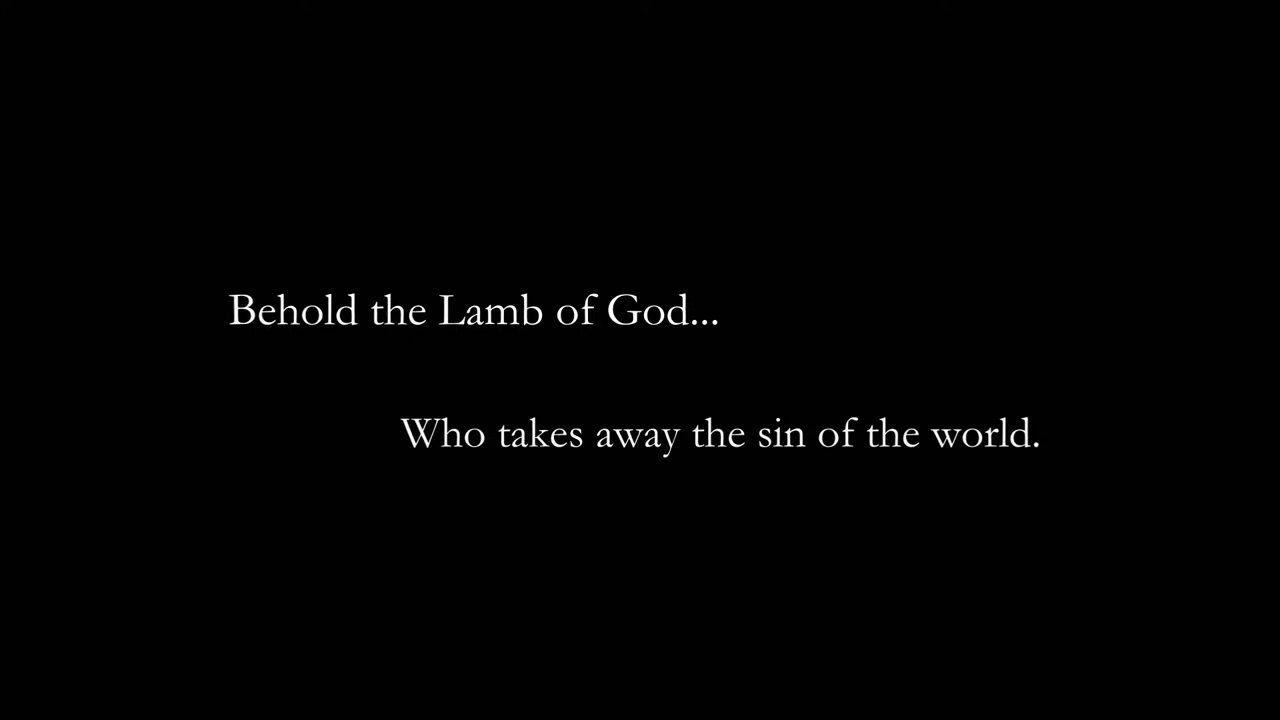 Behold the Lamb of God...
Who takes away the sin of the world.